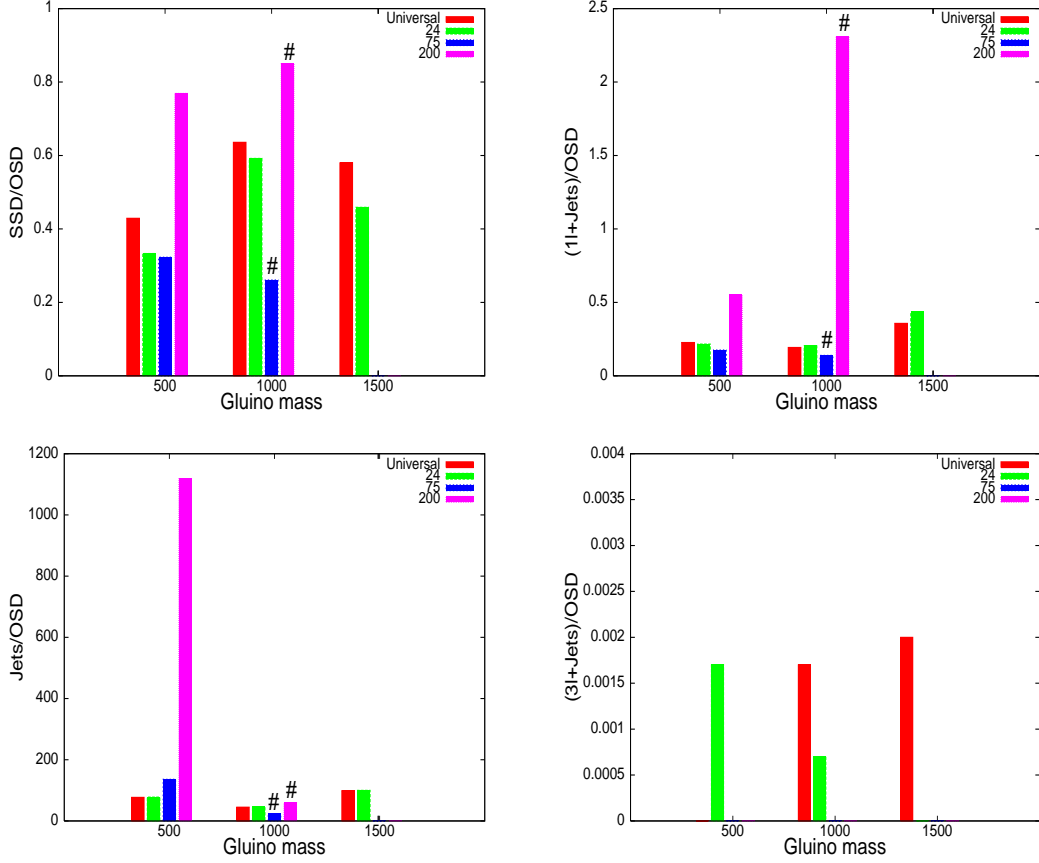 Universal
24
75
200
1
0.8
0.6
0.4
0.2
0
SSD/OSD
# #
500 1000 1500
Gluino mass
Universal
24
75
200
2.5
2
1.5
1
0.5
0
(1l+Jets)/OSD
# #
500 1000 1500
Gluino mass
Universal
24
75
200
1200
1000
800
600
400
200
0
Jets/OSD
# #
500 1000 1500
Gluino mass
Universal
24
75
200
0.004
0.0035
0.003
0.0025
0.002
0.0015
0.001
0.0005
0
(3l+Jets)/OSD
500 1000 1500
Gluino mass